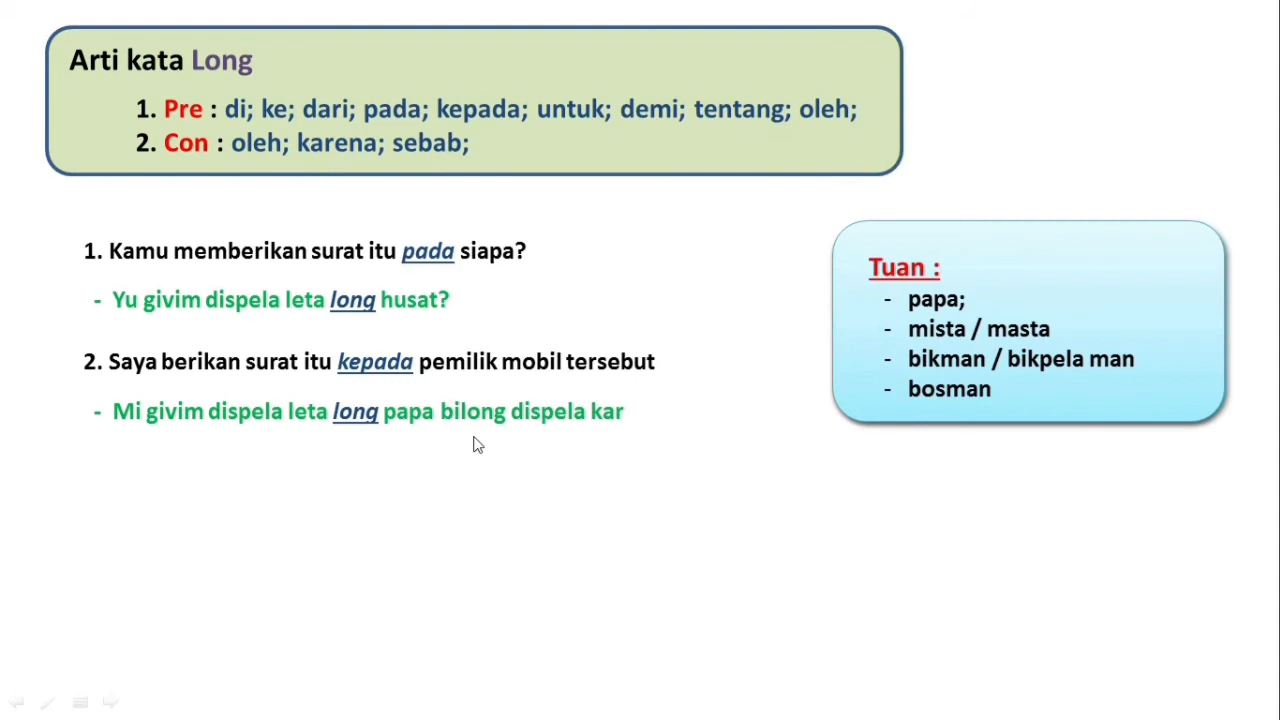 Arti kata Long
1. Pre : di; ke; dari; pada; kepada; untuk; demi; tentang; oleh;
2. Con : oleh; karena; sebab;
1. Kamu memberikan surat itu pada siapa?
- Yu givim dispela leta long husat?
2. Saya berikan surat itu kepada pemilik mobil tersebut
- Mi givim dispela leta long papa bilong dispela kar
Tuan :
- papa;
- mista / masta
- bikman / bikpela man
- bosman